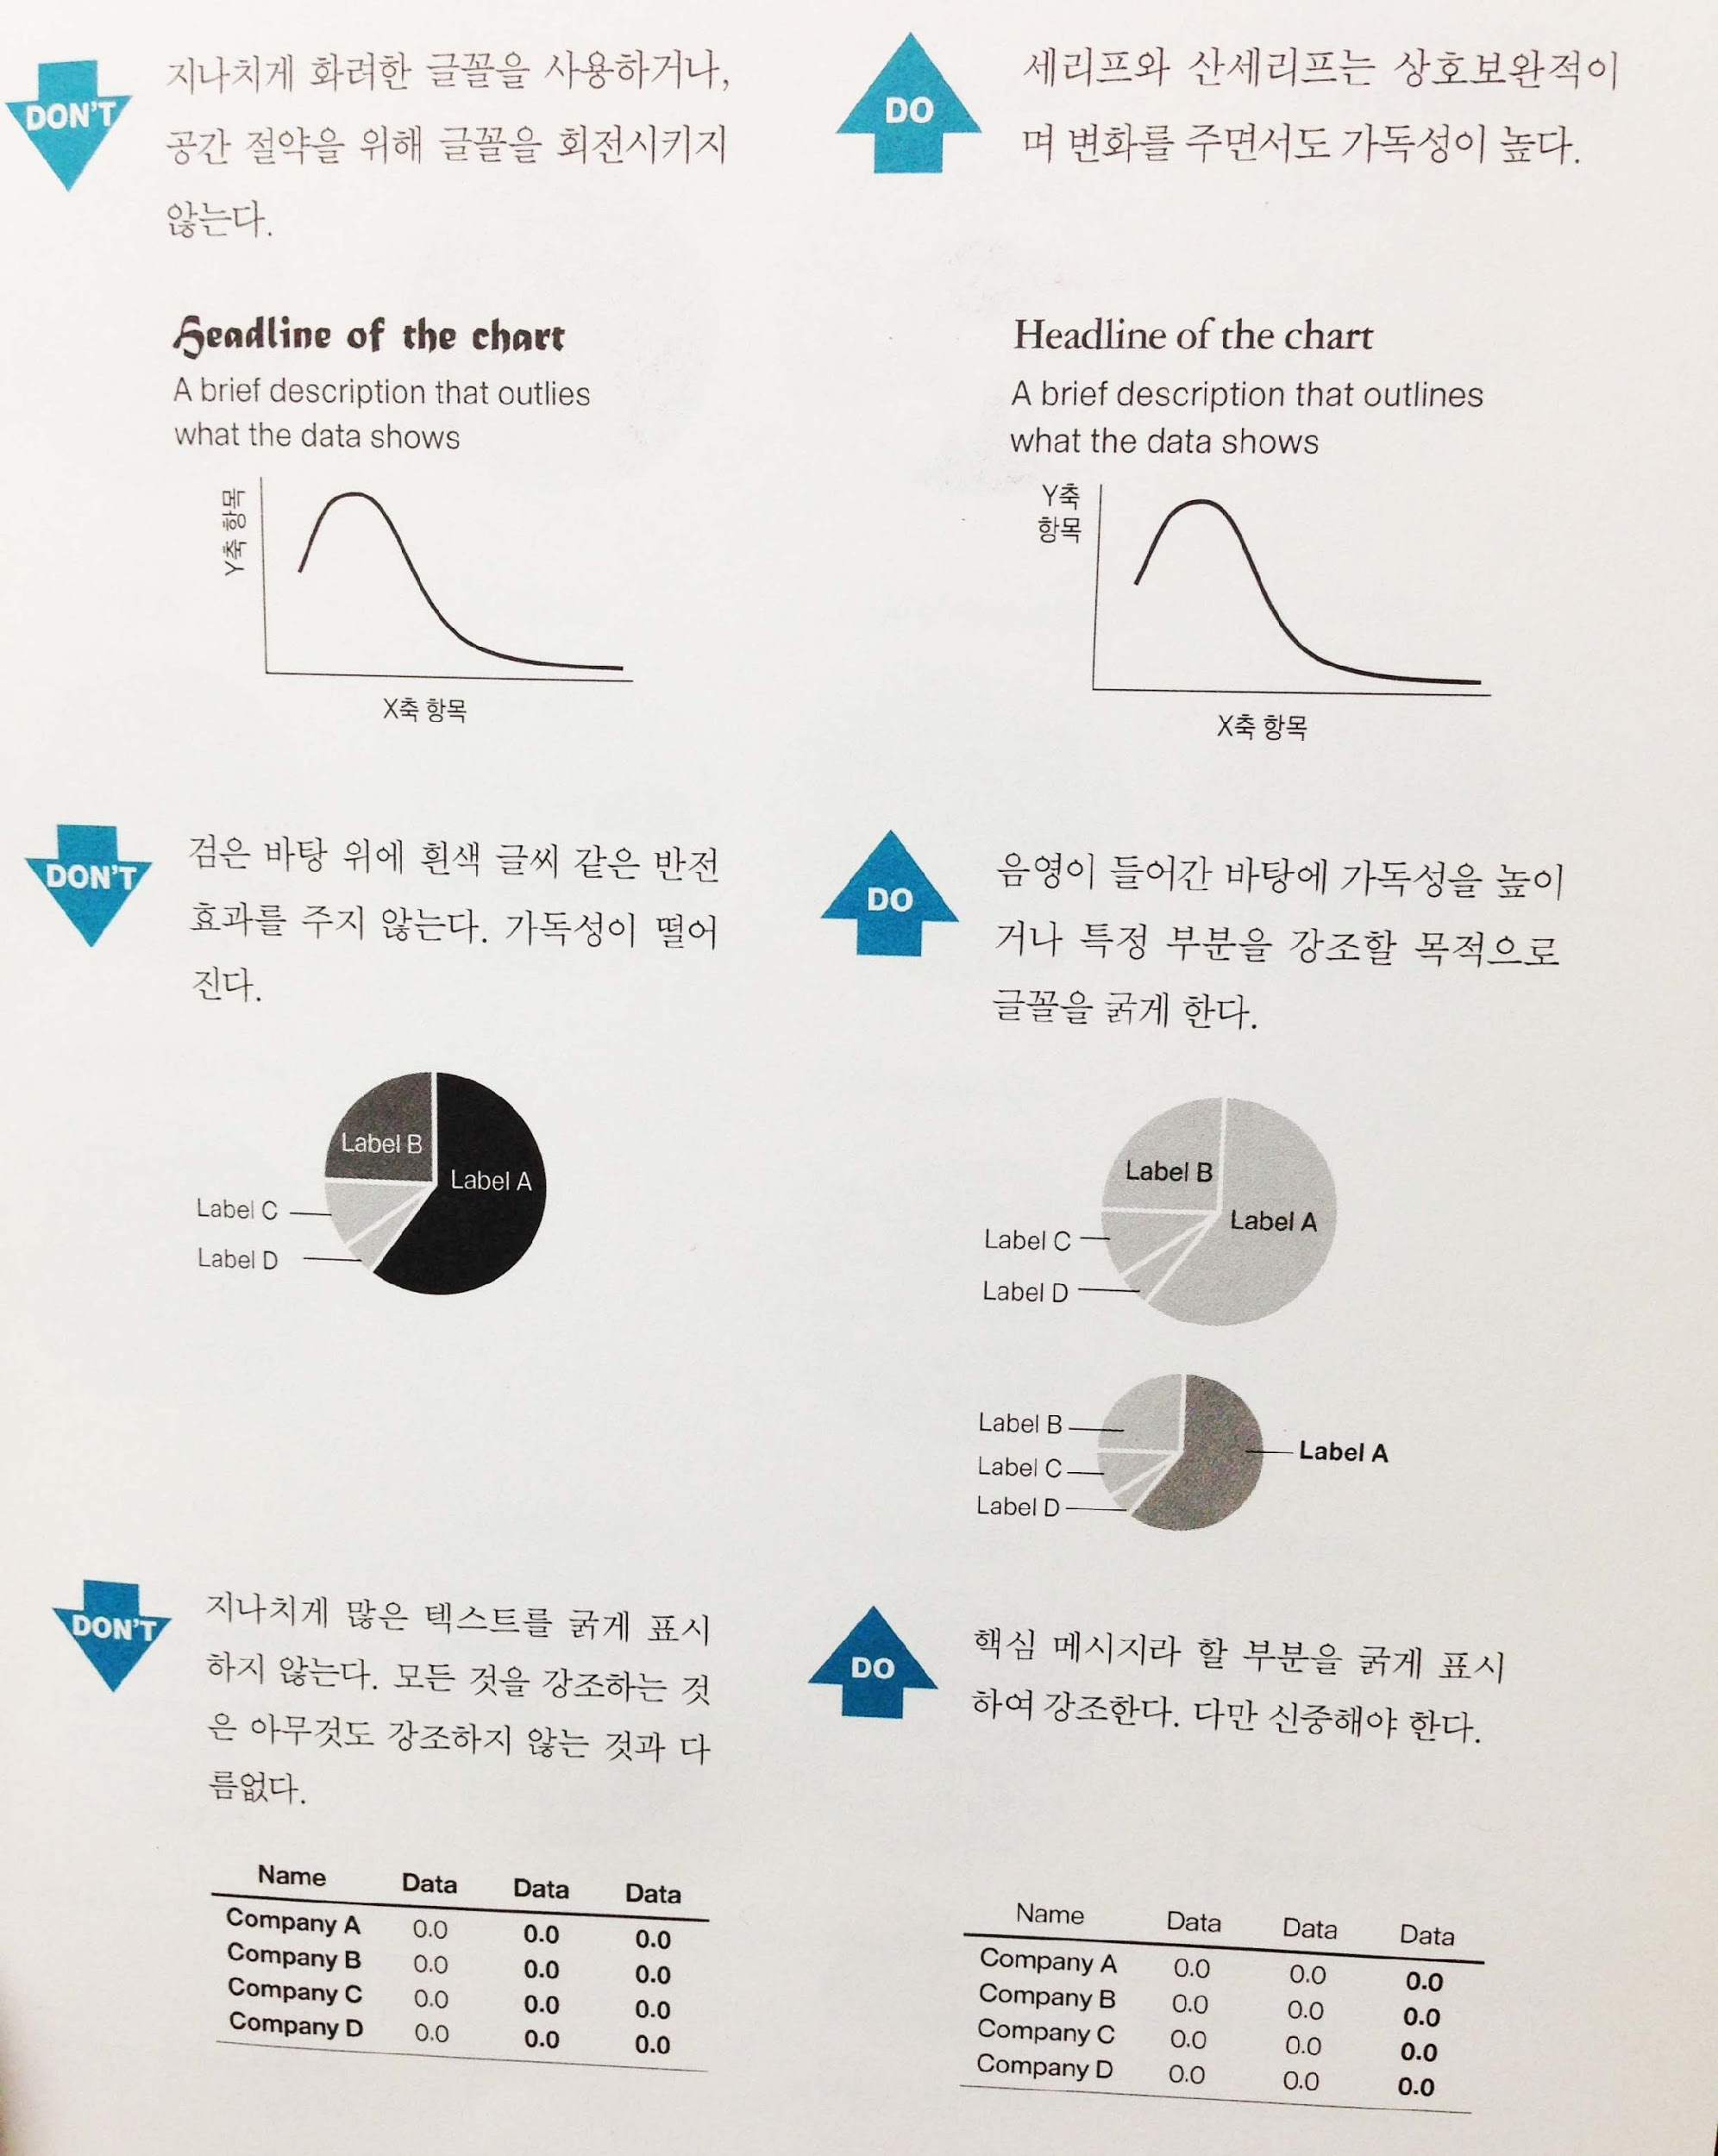 DON'T
지나치게 화려한 글꼴을 사용하거나,
공간 절약을 위해 글꼴을 회전시키지
않는다.
Headline of the chart
A brief description that outlies
what the data shows
Y축 항목
X축 항목
DO
세리프와 산세리프는 상호보완적이
며 변화를 주면서도 가독성이 높다.
Headline of the chart
A brief description that outlines
what the data shows
Y축
항목
X축 항목
DON'T
검은 바탕 위에 흰색 글씨 같은 반전
효과를 주지 않는다. 가독성이 떨어
진다.
Label B
Label A
Label C
Label D
DO
음영이 들어간 바탕에 가독성을 높이
거나 특정 부분을 강조할 목적으로
글꼴을 굵게 한다.
Label B
Label A
Label C
Label D
Label B
Label A
Label C
Label D
DON'T
지나치게 많은 텍스트를 굵게 표시
하지 않는다. 모든 것을 강조하는 것
은 아무것도 강조하지 않는 것과 다
름없다.
Name Data Data Data
Company A 0.0 0.0 0.0
Company B 0.0 0.0 0.0
Company C 0.0 0.0 0.0
Company D 0.0 0.0 0.0
DO
핵심 메시지라 할 부분을 굵게 표시
하여 강조한다. 다만 신중해야 한다.
Name Data Data Data
Company A 0.0 0.0 0.0
Company B 0.0 0.0 0.0
Company C 0.0 0.0 0.0
Company D 0.0 0.0 0.0